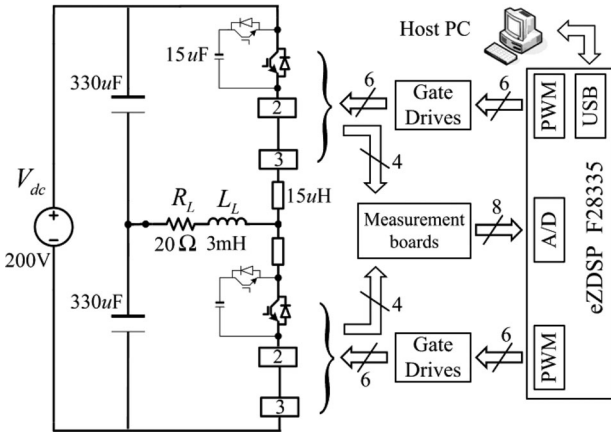 15uF
330uF
2
3
V_dc
200V
R_L
L_L
20 Ω
3mH
15uH
330uF
2
3
Host PC
6
Gate
Drives
6
PWM
USB
4
Measurement
boards
8
A/D
eZDSP F28335
4
6
Gate
Drives
6
PWM